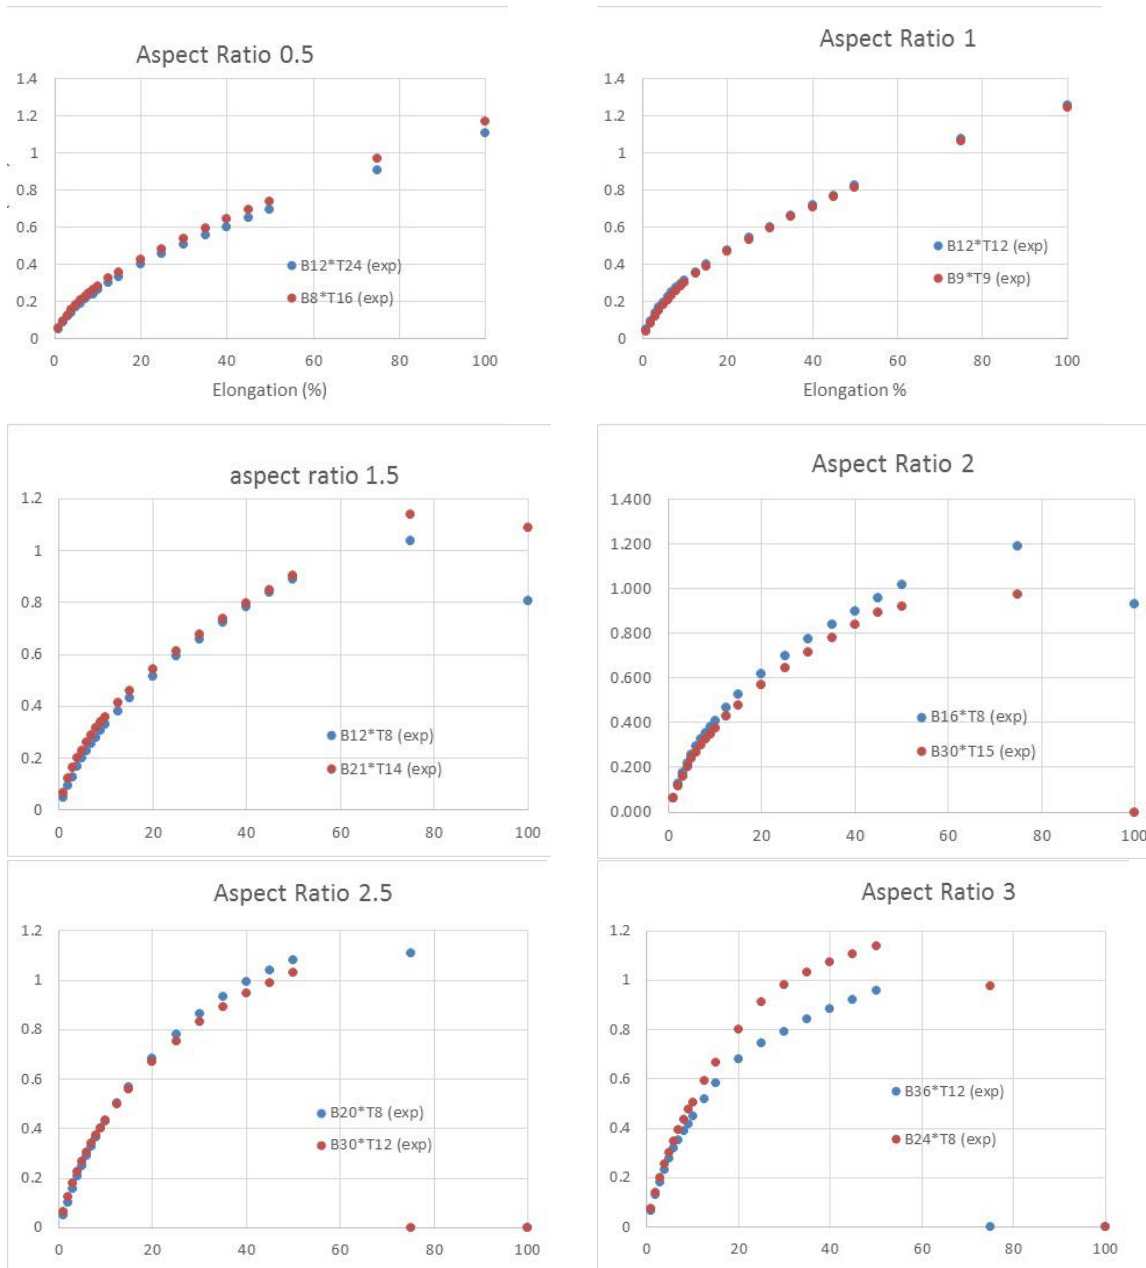 Aspect Ratio 0.5
1.4
1.2
1
0.8
0.6
0.4
0.2
0
B12*T24 (exp)
B8*T16 (exp)
0 20 40 60 80 100
Elongation (%)
Aspect Ratio 1
1.4
1.2
1
0.8
0.6
0.4
0.2
0
B12*T12 (exp)
B9*T9 (exp)
0 20 40 60 80 100
Elongation %
aspect ratio 1.5
1.2
1
0.8
0.6
0.4
0.2
0
B12*T8 (exp)
B21*T14 (exp)
0 20 40 60 80 100
Aspect Ratio 2
1.400
1.200
1.000
0.800
0.600
0.400
0.200
0.000
B16*T8 (exp)
B30*T15 (exp)
0 20 40 60 80 100
Aspect Ratio 2.5
1.2
1
0.8
0.6
0.4
0.2
0
B20*T8 (exp)
B30*T12 (exp)
0 20 40 60 80 100
Aspect Ratio 3
1.2
1
0.8
0.6
0.4
0.2
0
B36*T12 (exp)
B24*T8 (exp)
0 20 40 60 80 100